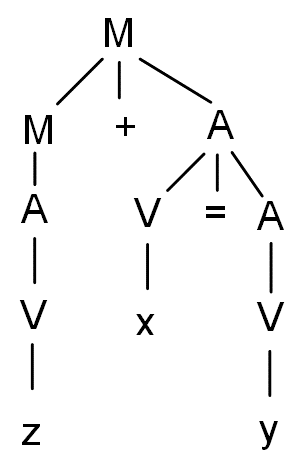 M
M + A
A V = A
V x V
z y